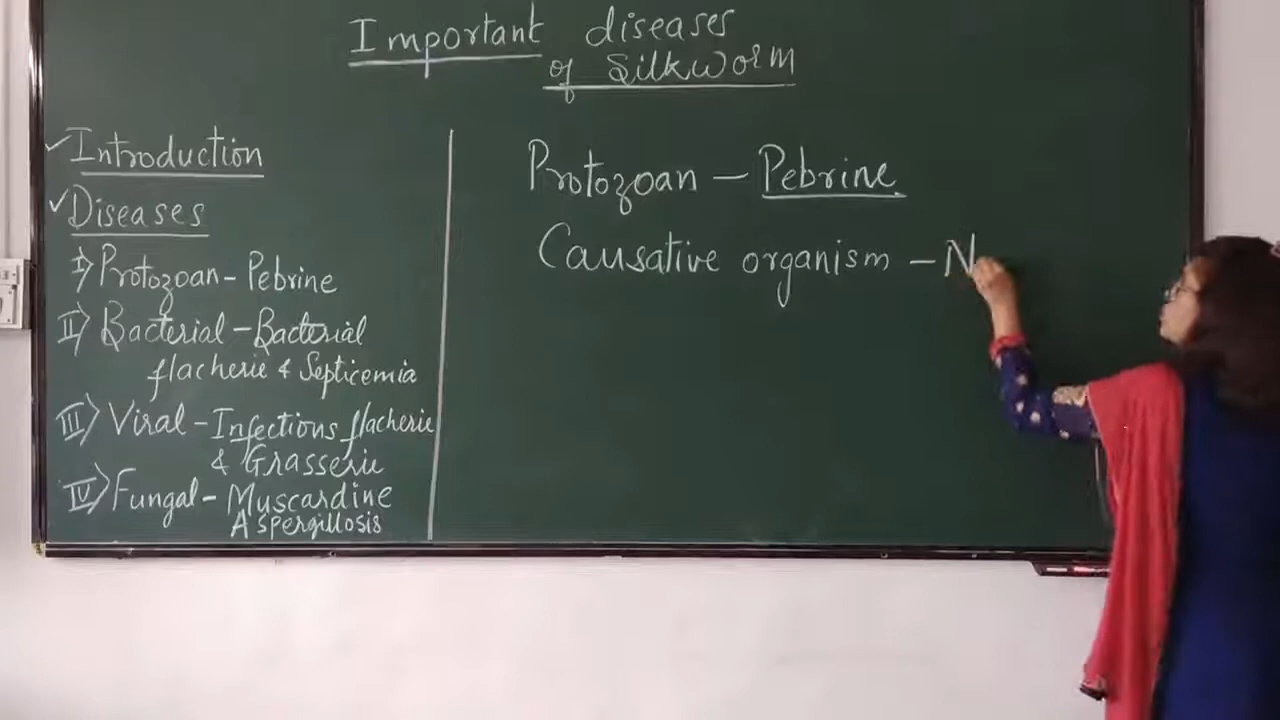 Important diseases
of Silkworm
✓Introduction
✓Diseases
I) Protozoan - Pebrine
II) Bacterial - Bacterial
flacherie & Septicemia
III) Viral - Infections flacherie
& Grasserie
IV) Fungal - Muscardine
Aspergillosis
Protozoan - Pebrine
Causative organism - N